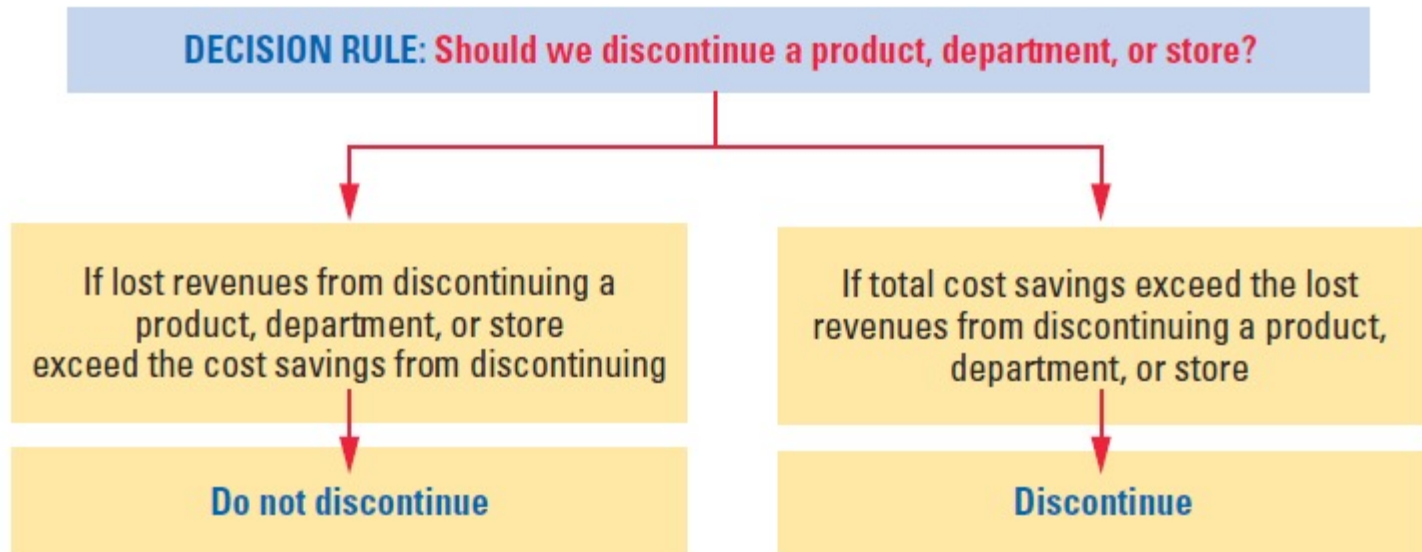 DECISION RULE: Should we discontinue a product, department, or store?
If lost revenues from discontinuing a
product, department, or store
exceed the cost savings from discontinuing
Do not discontinue
If total cost savings exceed the lost
revenues from discontinuing a product,
department, or store
Discontinue